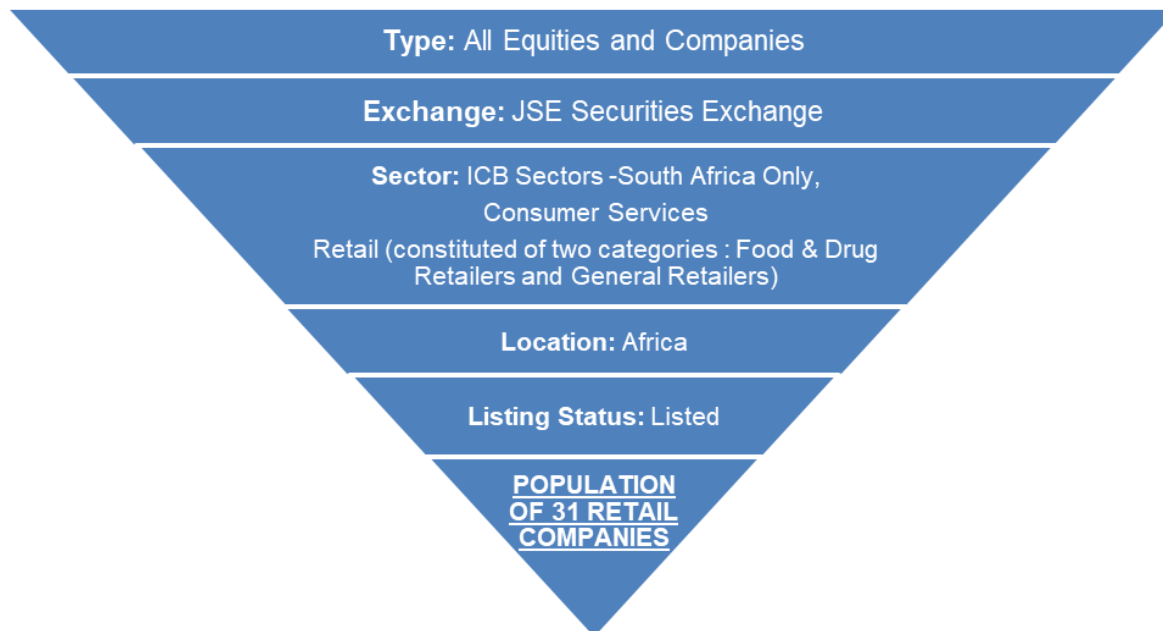 Type: All Equities and Companies
Exchange: JSE Securities Exchange
Sector: ICB Sectors -South Africa Only,
Consumer Services
Retail (constituted of two categories : Food & Drug
Retailers and General Retailers)
Location: Africa
Listing Status: Listed
POPULATION
OF 31 RETAIL
COMPANIES